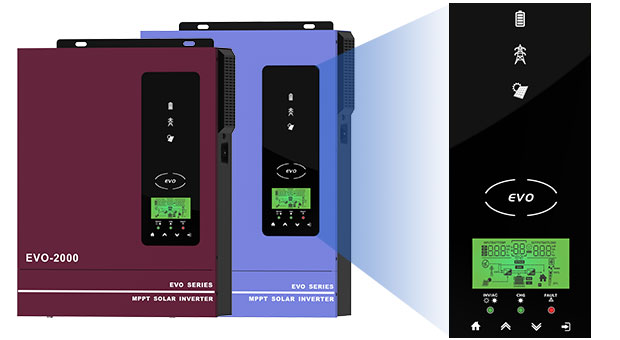 EVO
EVO-2000
EVO SERIES
MPPT SOLAR INVERTER
EVO
EVO SERIES
MPPT SOLAR INVERTER
EVO
INV/AC
CHG
FAULT